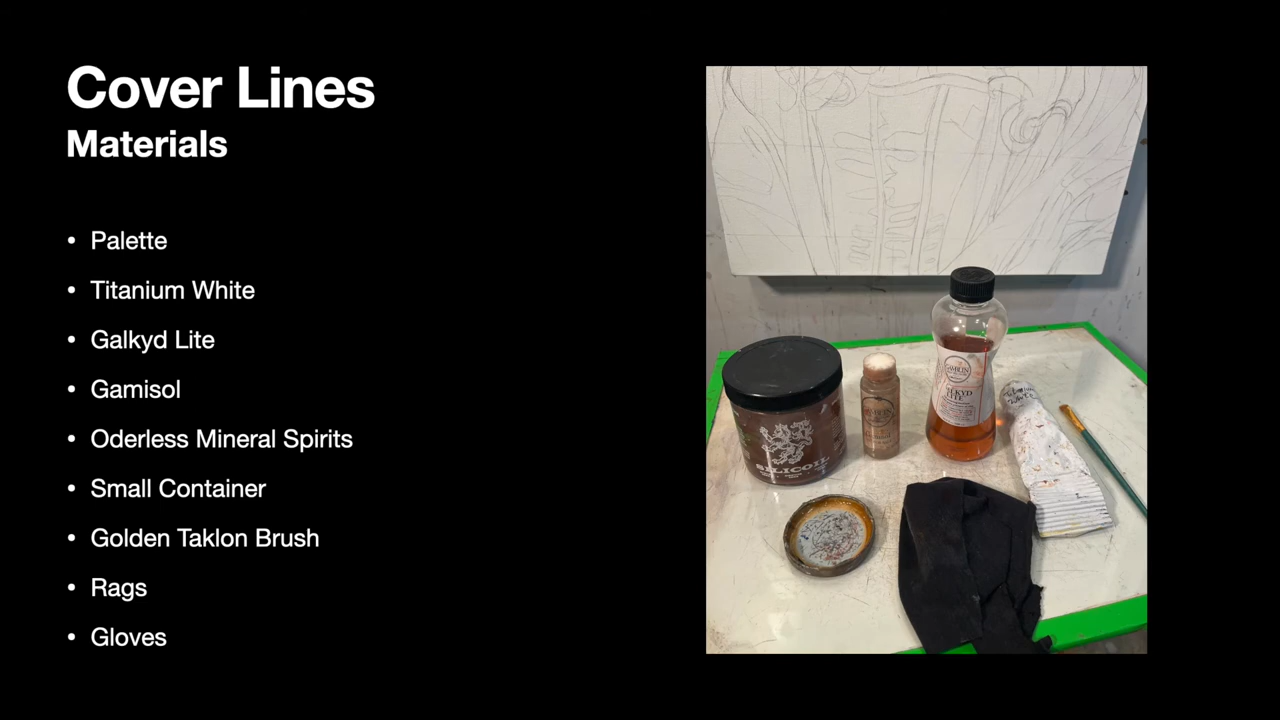 Cover Lines
Materials
• Palette
• Titanium White
• Galkyd Lite
• Gamisol
• Oderless Mineral Spirits
• Small Container
• Golden Taklon Brush
• Rags
• Gloves
SILICOIL